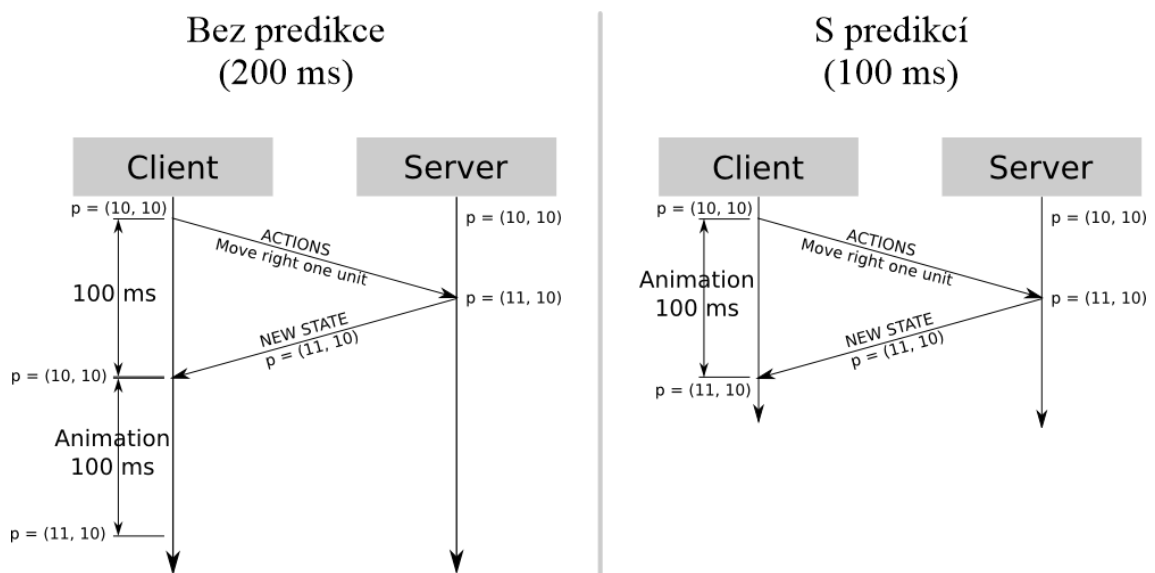 Bez predikce
(200 ms)
Client
Server
p = (10, 10)
p = (10, 10)
ACTIONS
Move right one unit
100 ms
p = (11, 10)
NEW STATE
p = (11, 10)
p = (10, 10)
Animation
100 ms
p = (11, 10)
S predikcí
(100 ms)
Client
Server
p = (10, 10)
p = (10, 10)
ACTIONS
Move right one unit
Animation
100 ms
p = (11, 10)
NEW STATE
p = (11, 10)
p = (11, 10)